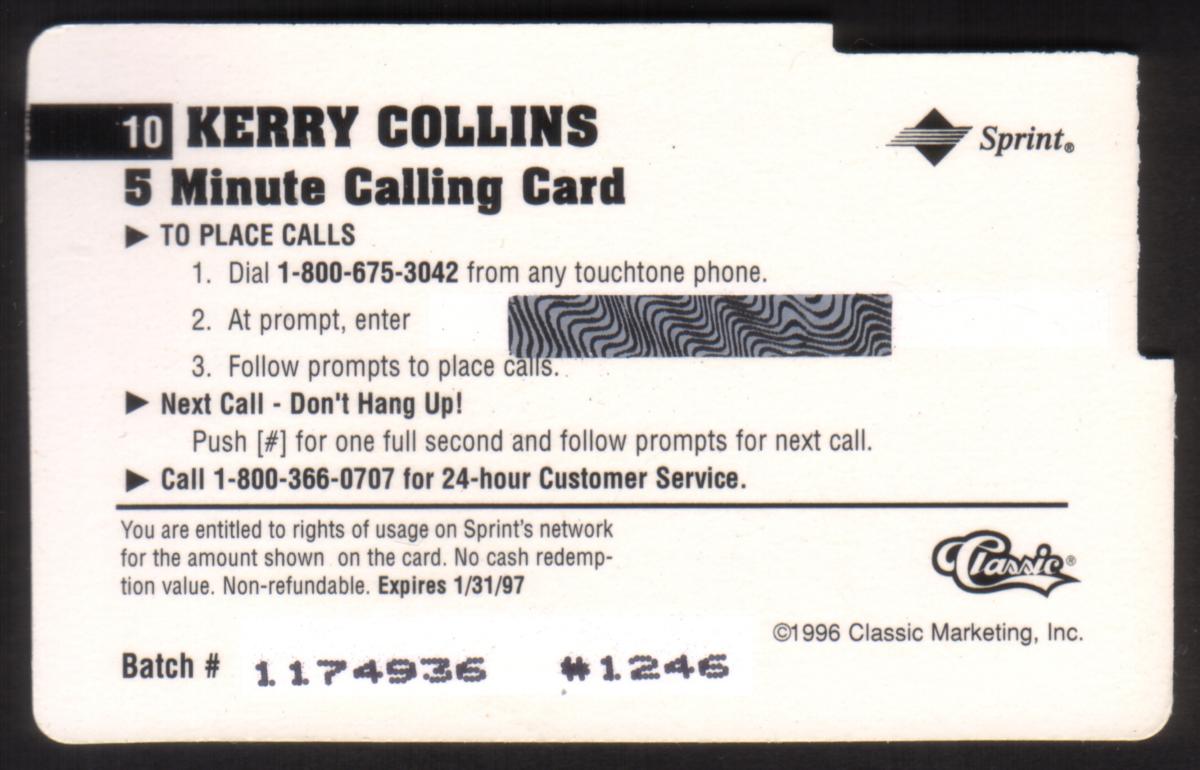 10 KERRY COLLINS
Sprint®
5 Minute Calling Card
▶ TO PLACE CALLS
1. Dial 1-800-675-3042 from any touchtone phone.
2. At prompt, enter
3. Follow prompts to place calls.
▶ Next Call - Don't Hang Up!
Push [#] for one full second and follow prompts for next call.
▶ Call 1-800-366-0707 for 24-hour Customer Service.
You are entitled to rights of usage on Sprint's network
for the amount shown on the card. No cash redemp-
tion value. Non-refundable. Expires 1/31/97
Classic®
©1996 Classic Marketing, Inc.
Batch # 1174936 #1246